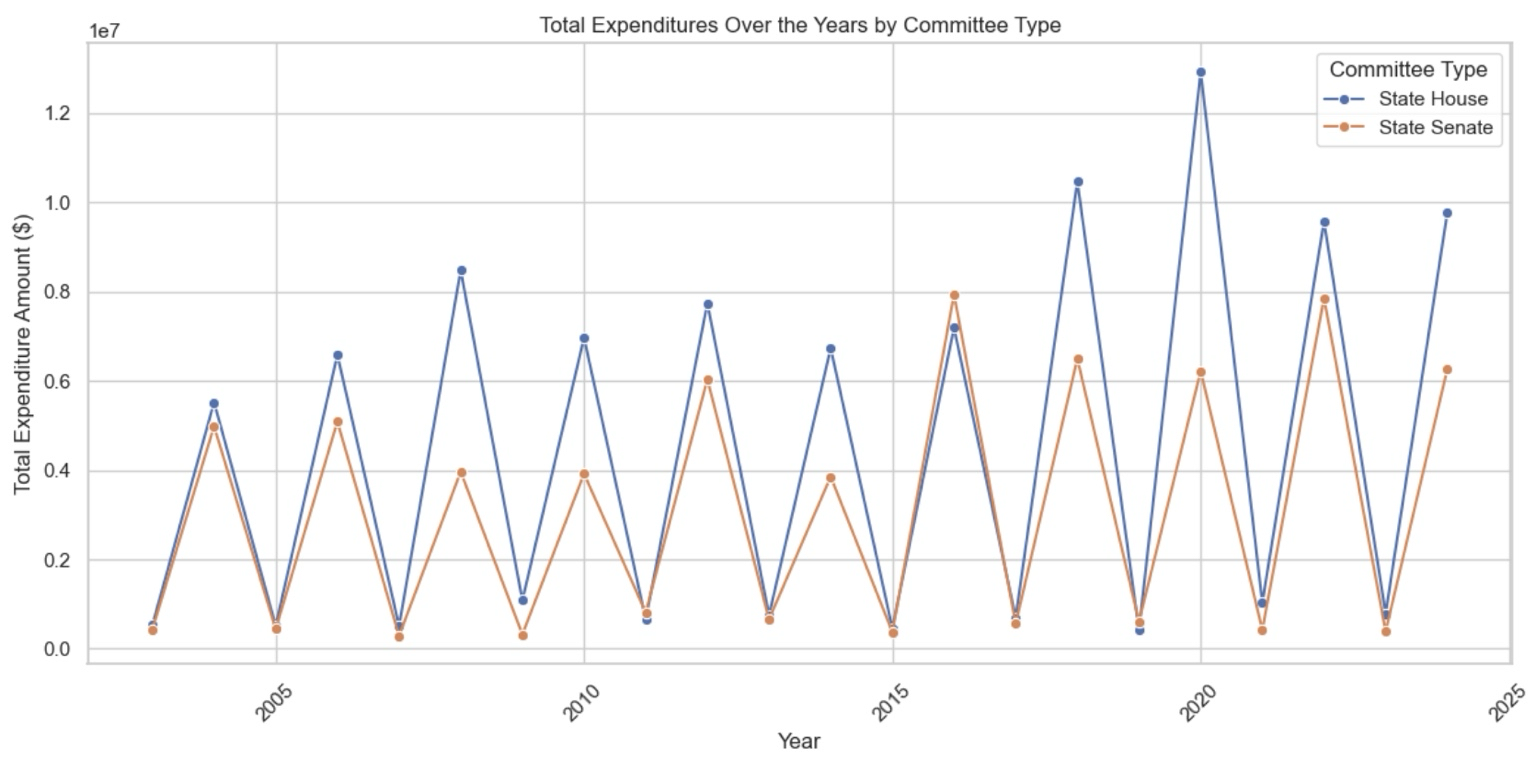 Total Expenditures Over the Years by Committee Type
1e7
Committee Type
State House
State Senate
1.2
1.0
0.8
0.6
0.4
0.2
0.0
Total Expenditure Amount ($)
2005
2010
2015
2020
2025
Year